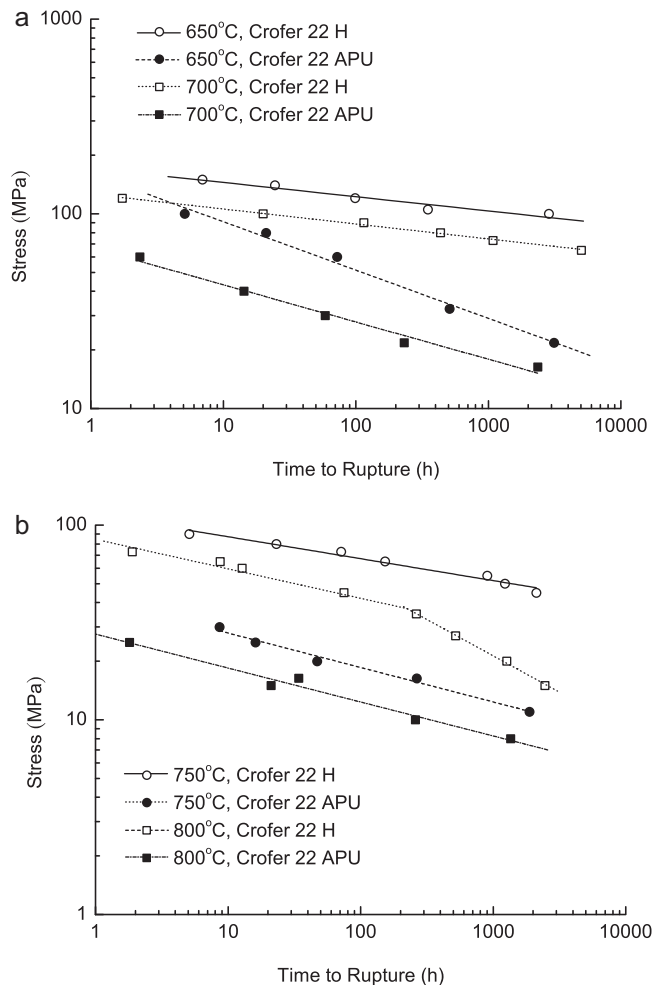 a
1000
650°C, Crofer 22 H
650°C, Crofer 22 APU
700°C, Crofer 22 H
700°C, Crofer 22 APU
Stress (MPa)
100
10
1 10 100 1000 10000
Time to Rupture (h)
b
100
Stress (MPa)
10
750°C, Crofer 22 H
750°C, Crofer 22 APU
800°C, Crofer 22 H
800°C, Crofer 22 APU
1
1 10 100 1000 10000
Time to Rupture (h)